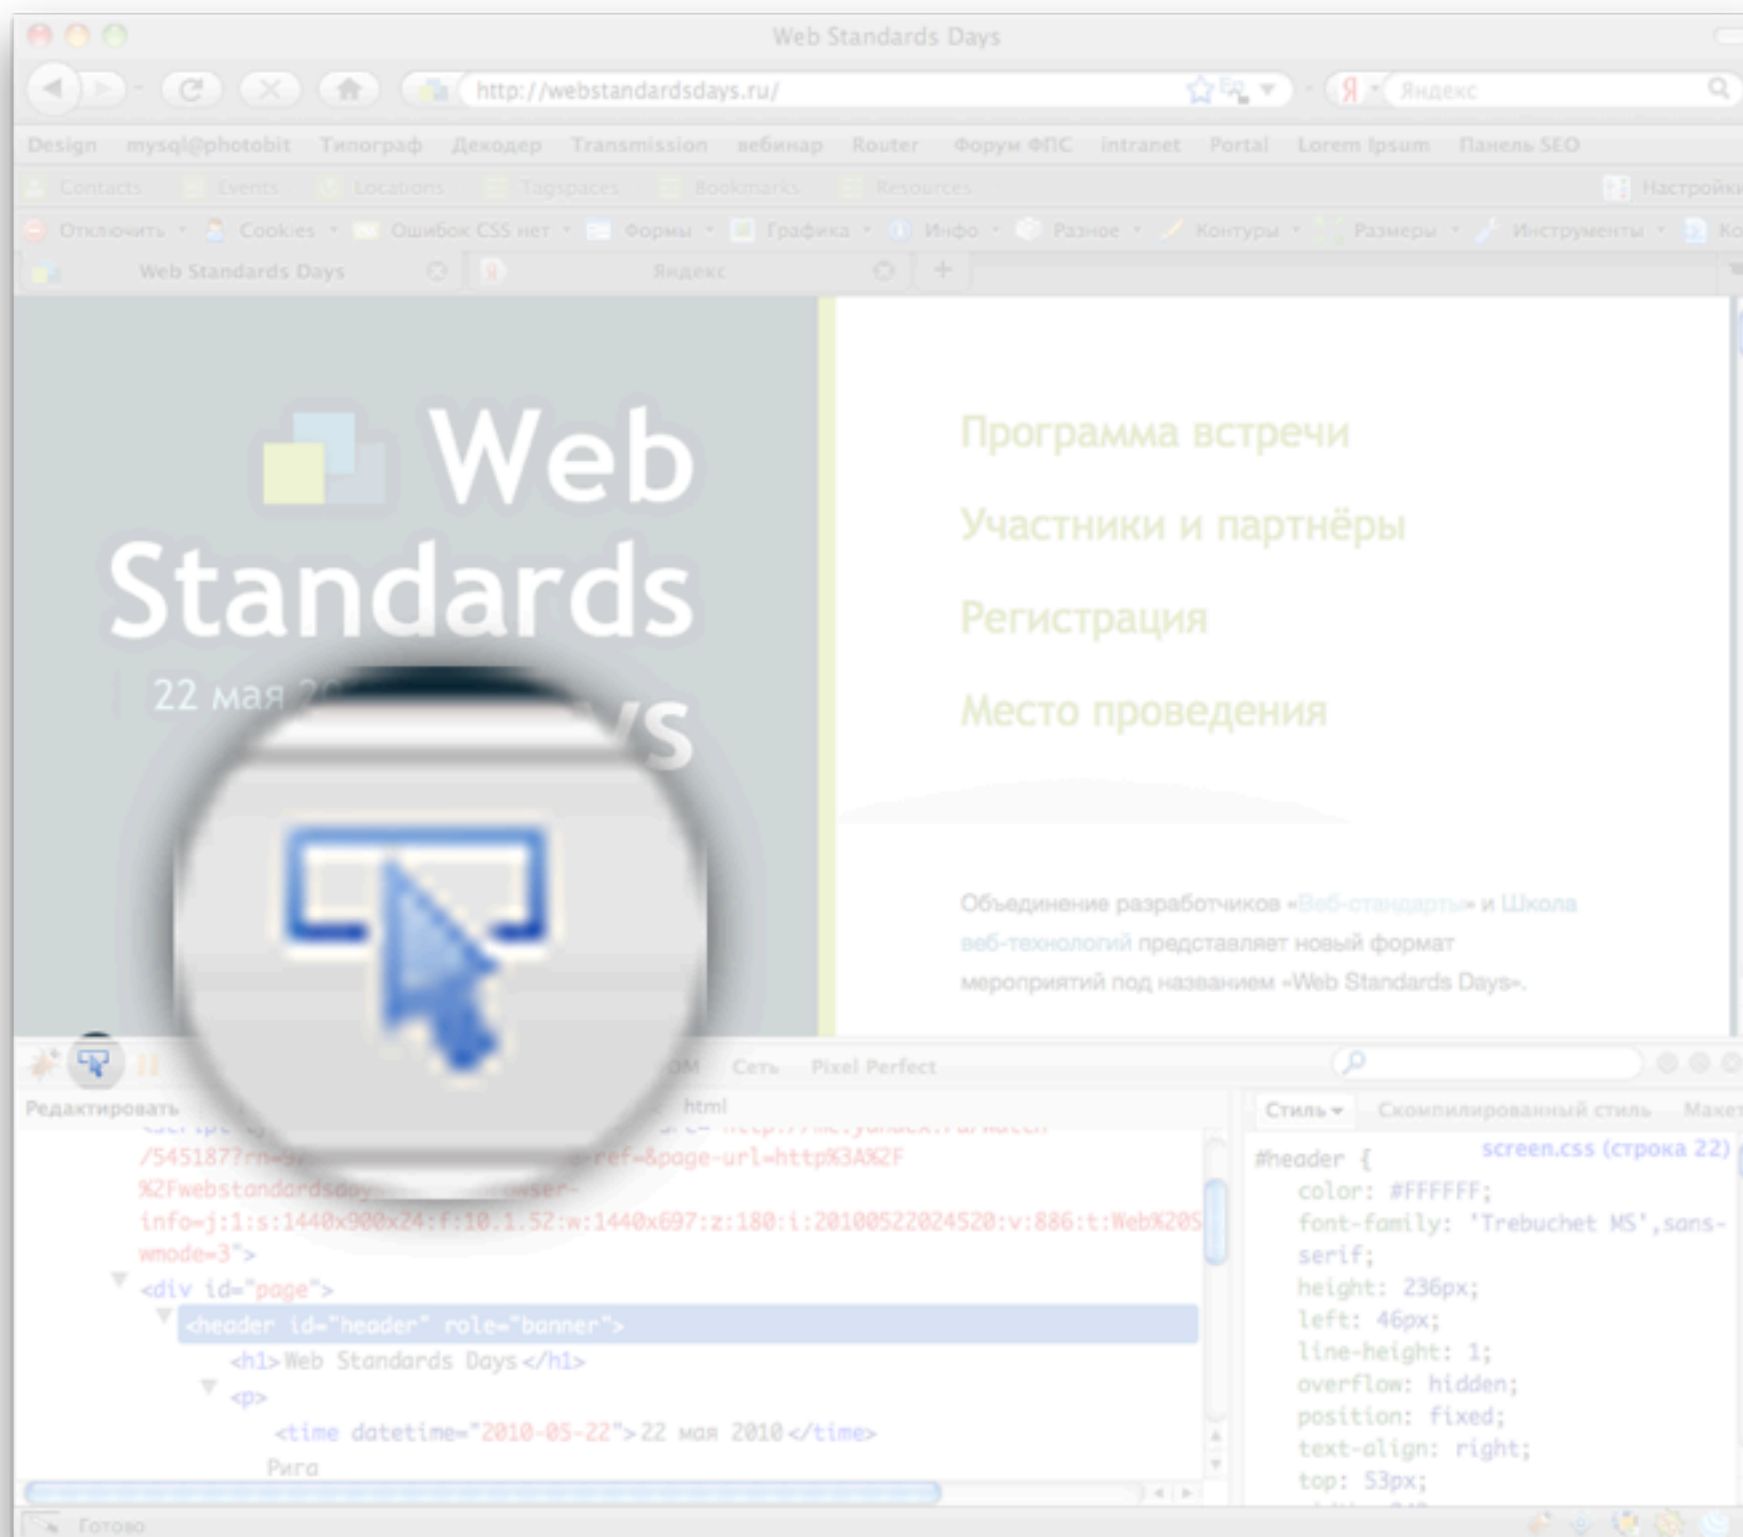 Web Standards Days
http://webstandardsdays.ru/
Яндекс
Design mysql@photobit Типограф Декодер Transmission вебинар Router Форум ФПС intranet Portal Lorem Ipsum Панель SEO
Contacts Events Locations Tagspaces Bookmarks Resources Настройки
Отключить Cookies Ошибок CSS нет Формы Графика Инфо Разное Контуры Размеры Инструменты
Web Standards Days Яндекс
Web
Standards
22 мая
Программа встречи
Участники и партнёры
Регистрация
Место проведения
Объединение разработчиков «Веб-стандарты» и Школа
веб-технологий представляет новый формат
мероприятий под названием «Web Standards Days».
Сеть Pixel Perfect
Редактировать html
/545187?rn= -ref=&page-url=http%3A%2F
info=j:1:s:1440x900x24:f:10.1.52:w:1440x697:z:180:i:20100522024520:v:886:t:Web%20S
wmode=3">
<div id="page">
<header id="header" role="banner">
<h1>Web Standards Days</h1>
<p>
<time datetime="2010-05-22">22 мая 2010</time>
Рига
Стиль Скомпилированный стиль Макет
#header { screen.css (строка 22)
color: #FFFFFF;
font-family: 'Trebuchet MS',sans-
serif;
height: 236px;
left: 46px;
line-height: 1;
overflow: hidden;
position: fixed;
text-align: right;
top: 53px;
Готово